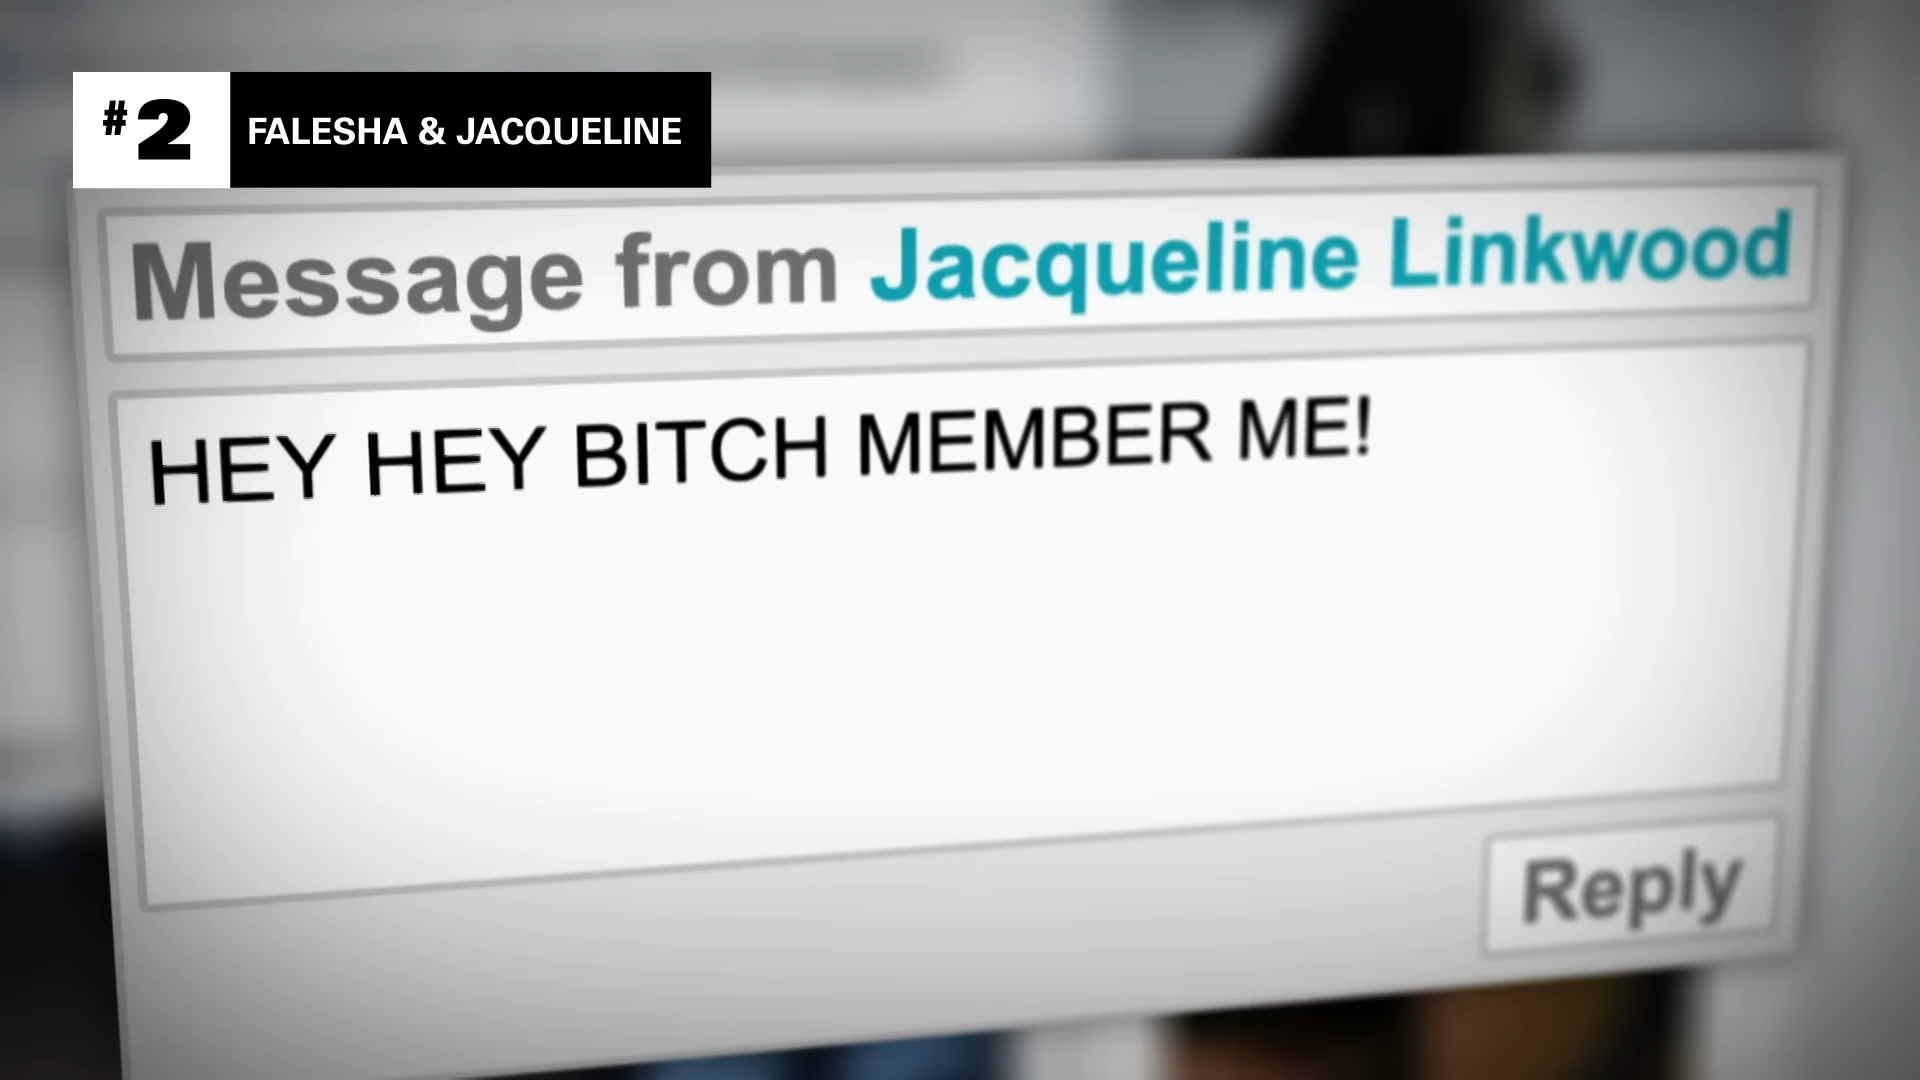 #2 FALESHA & JACQUELINE
Message from Jacqueline Linkwood
HEY HEY BITCH MEMBER ME!
Reply